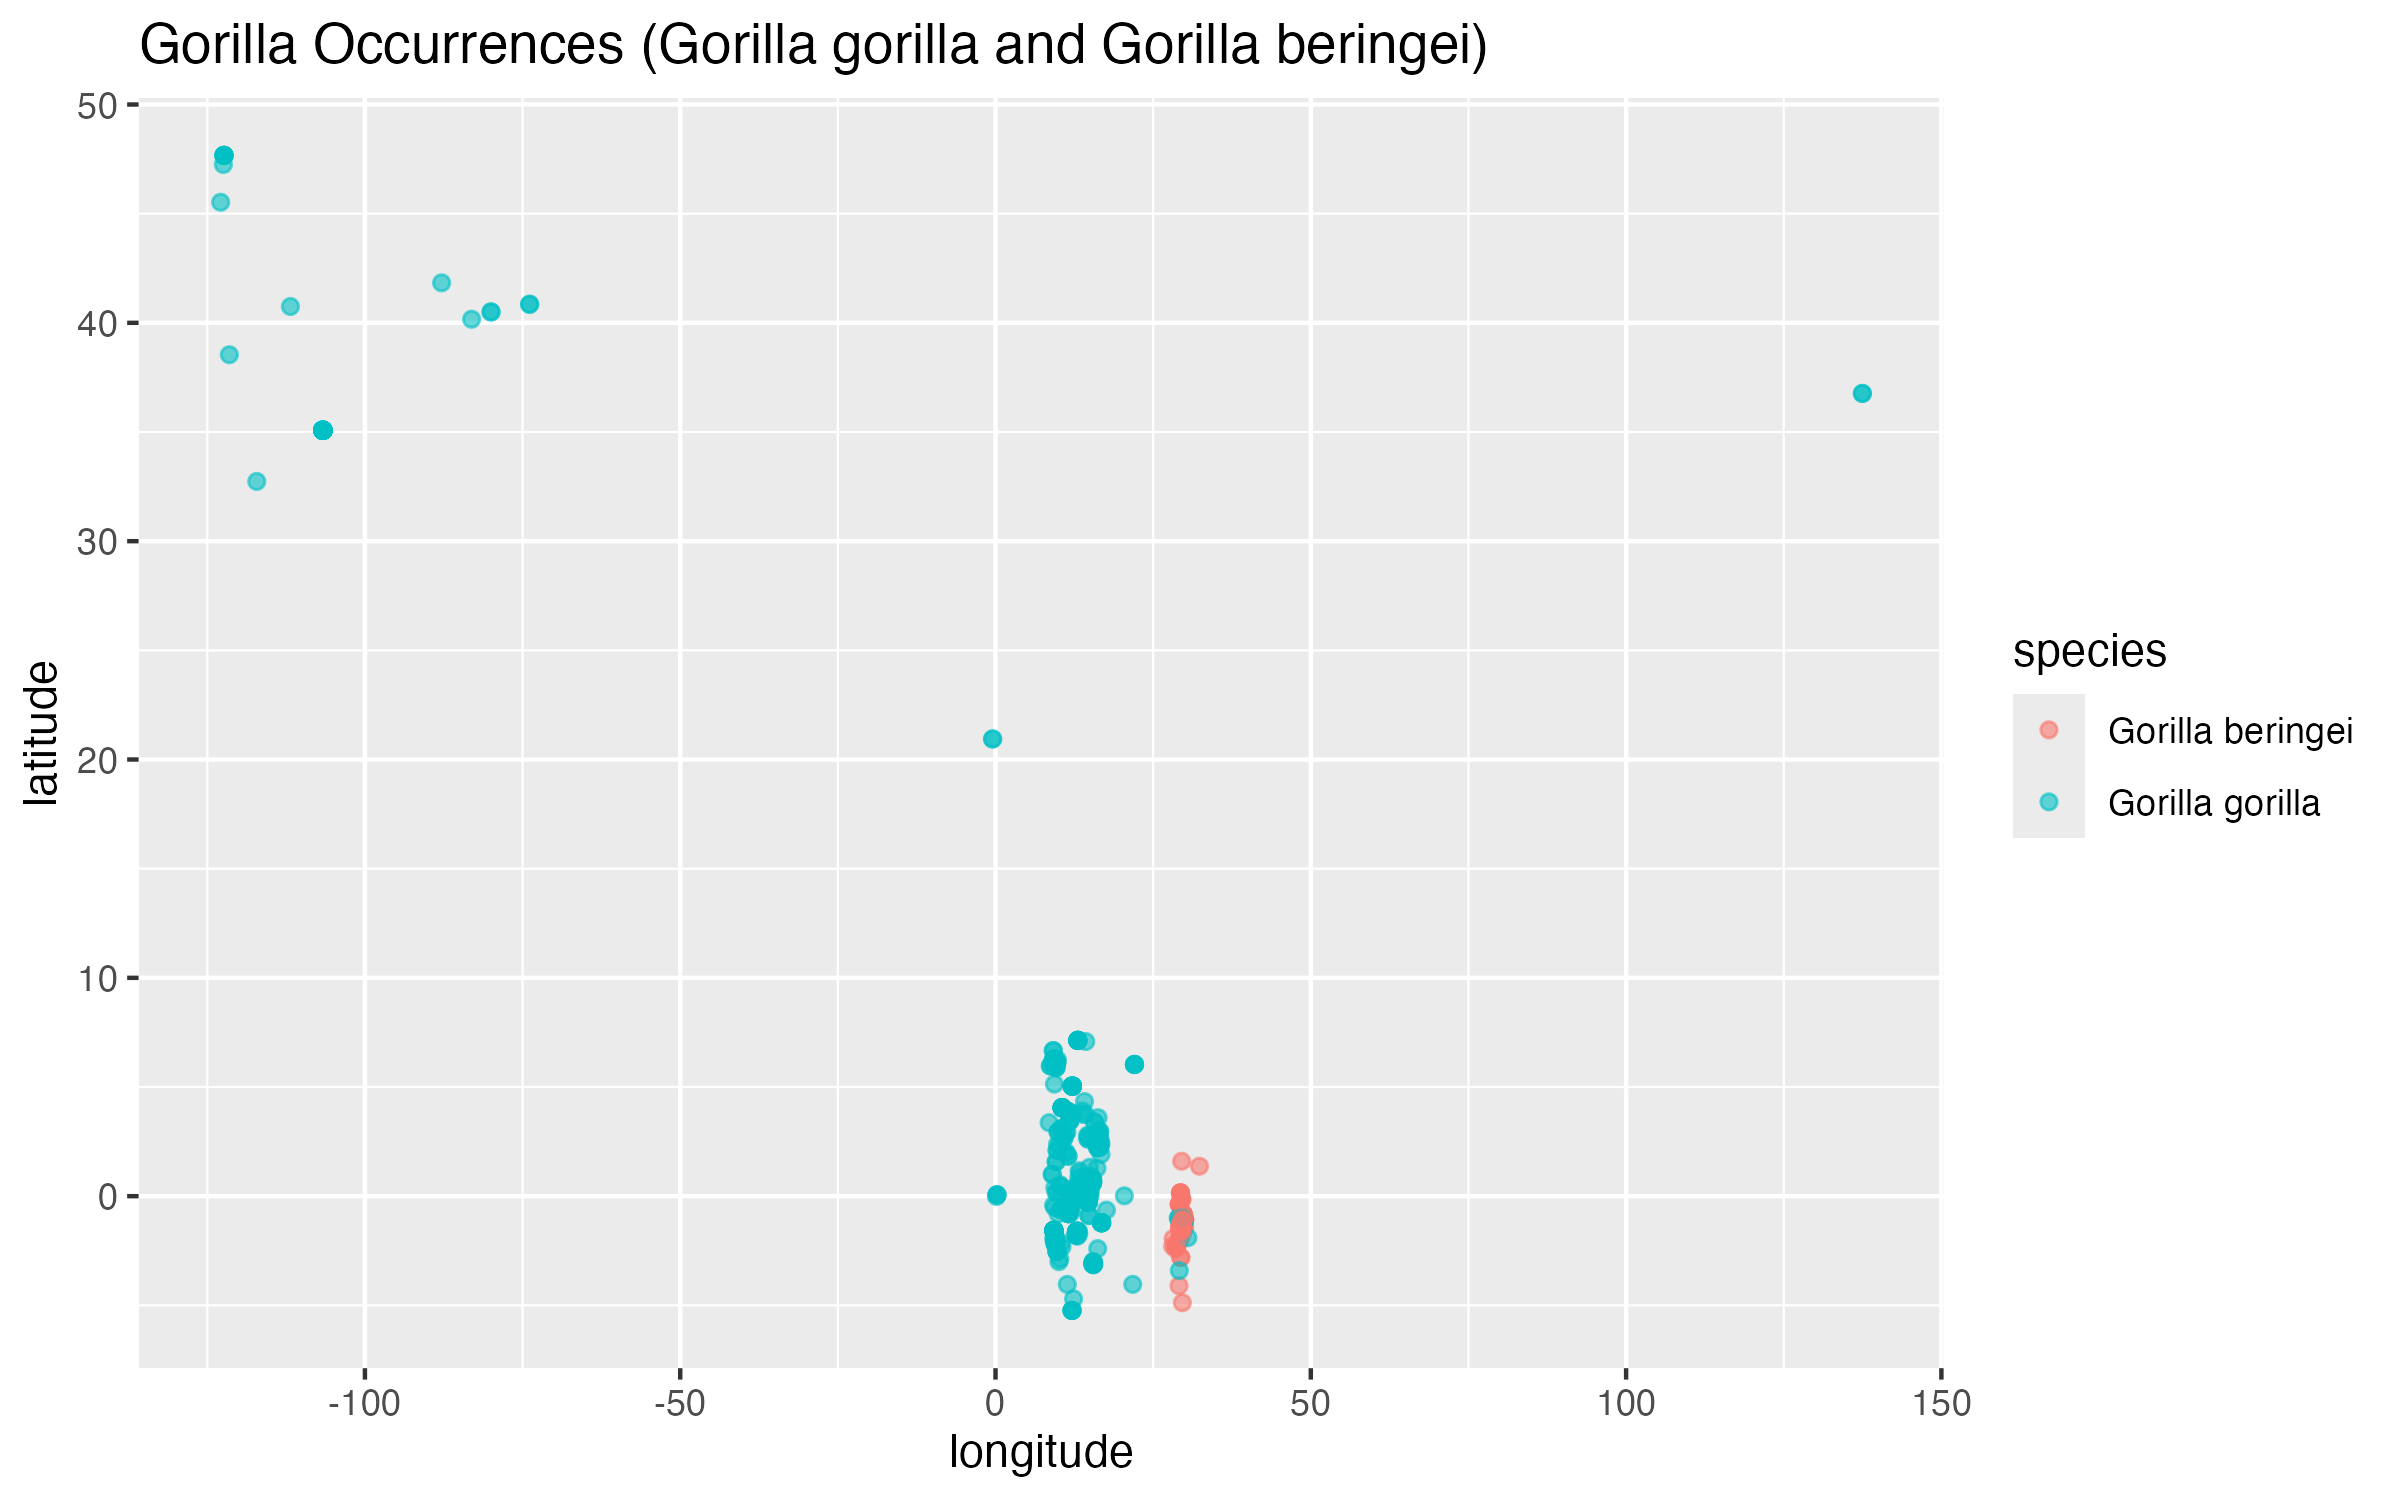 Gorilla Occurrences (Gorilla gorilla and Gorilla beringei)
50
40
30
20
10
0
latitude
-100
-50
0
50
100
150
longitude
species
Gorilla beringei
Gorilla gorilla